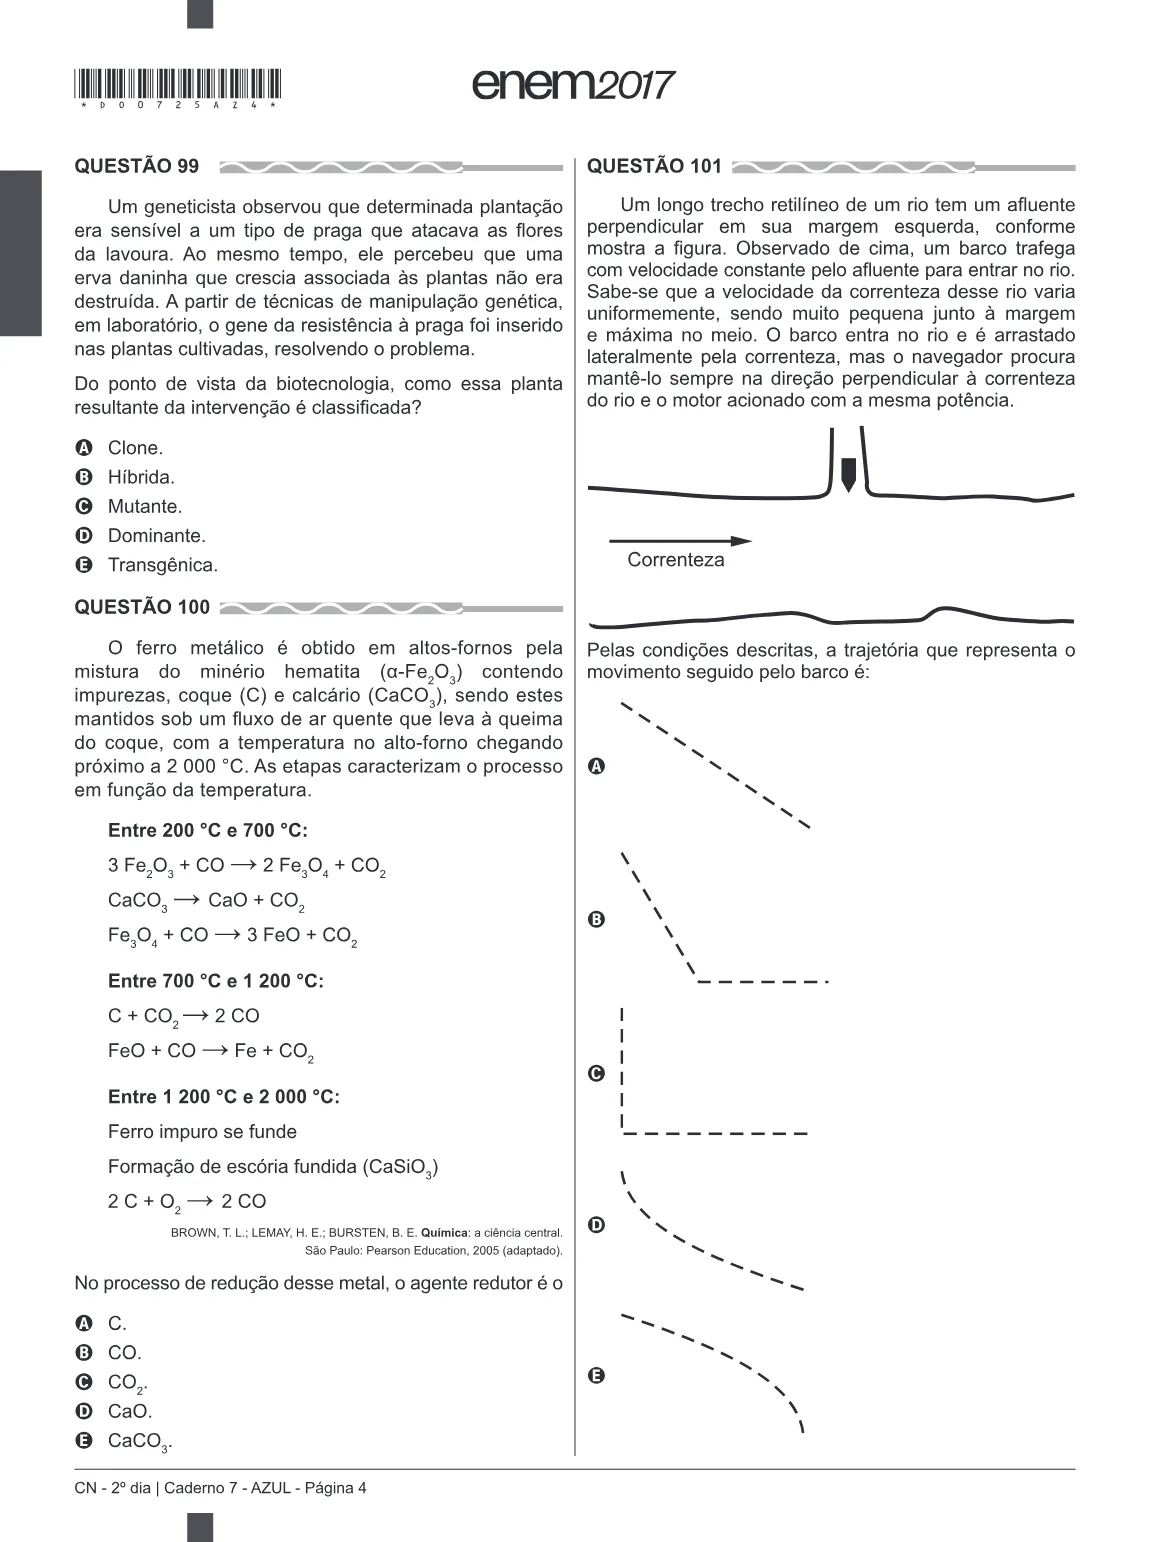 *D00725AZ4*
enem2017
QUESTÃO 99
Um geneticista observou que determinada plantação
era sensível a um tipo de praga que atacava as flores
da lavoura. Ao mesmo tempo, ele percebeu que uma
erva daninha que crescia associada às plantas não era
destruída. A partir de técnicas de manipulação genética,
em laboratório, o gene da resistência à praga foi inserido
nas plantas cultivadas, resolvendo o problema.
Do ponto de vista da biotecnologia, como essa planta
resultante da intervenção é classificada?
A Clone.
B Híbrida.
C Mutante.
D Dominante.
E Transgênica.
QUESTÃO 100
O ferro metálico é obtido em altos-fornos pela
mistura do minério hematita (α-Fe₂O₃) contendo
impurezas, coque (C) e calcário (CaCO₃), sendo estes
mantidos sob um fluxo de ar quente que leva à queima
do coque, com a temperatura no alto-forno chegando
próximo a 2 000 °C. As etapas caracterizam o processo
em função da temperatura.
Entre 200 °C e 700 °C:
3 Fe₂O₃ + CO → 2 Fe₃O₄ + CO₂
CaCO₃ → CaO + CO₂
Fe₃O₄ + CO → 3 FeO + CO₂
Entre 700 °C e 1 200 °C:
C + CO₂ → 2 CO
FeO + CO → Fe + CO₂
Entre 1 200 °C e 2 000 °C:
Ferro impuro se funde
Formação de escória fundida (CaSiO₃)
2 C + O₂ → 2 CO
BROWN, T. L.; LEMAY, H. E.; BURSTEN, B. E. Química: a ciência central.
São Paulo: Pearson Education, 2005 (adaptado).
No processo de redução desse metal, o agente redutor é o
A C.
B CO.
C CO₂.
D CaO.
E CaCO₃.
QUESTÃO 101
Um longo trecho retilíneo de um rio tem um afluente
perpendicular em sua margem esquerda, conforme
mostra a figura. Observado de cima, um barco trafega
com velocidade constante pelo afluente para entrar no rio.
Sabe-se que a velocidade da correnteza desse rio varia
uniformemente, sendo muito pequena junto à margem
e máxima no meio. O barco entra no rio e é arrastado
lateralmente pela correnteza, mas o navegador procura
mantê-lo sempre na direção perpendicular à correnteza
do rio e o motor acionado com a mesma potência.
Correnteza
Pelas condições descritas, a trajetória que representa o
movimento seguido pelo barco é:
A
B
C
D
E
CN - 2º dia | Caderno 7 - AZUL - Página 4